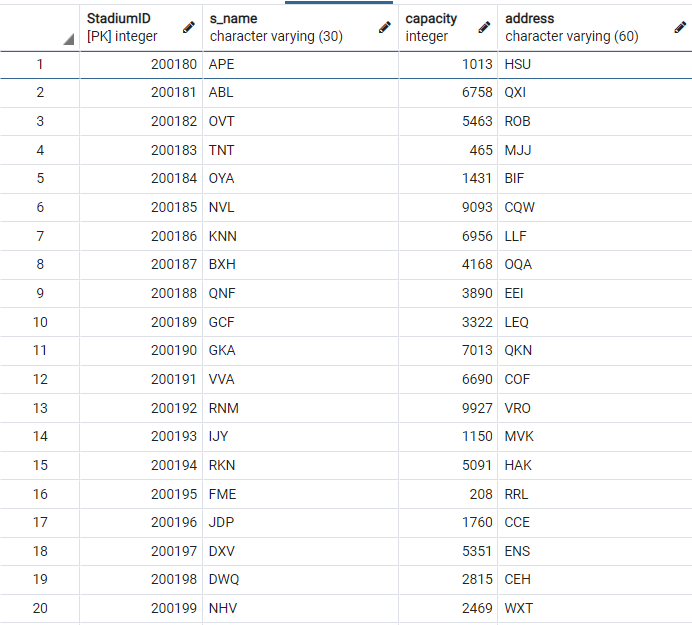 StadiumID s_name capacity address
[PK] integer character varying (30) integer character varying (60)
1 200180 APE 1013 HSU
2 200181 ABL 6758 QXI
3 200182 OVT 5463 ROB
4 200183 TNT 465 MJJ
5 200184 OYA 1431 BIF
6 200185 NVL 9093 CQW
7 200186 KNN 6956 LLF
8 200187 BXH 4168 OQA
9 200188 QNF 3890 EEI
10 200189 GCF 3322 LEQ
11 200190 GKA 7013 QKN
12 200191 VVA 6690 COF
13 200192 RNM 9927 VRO
14 200193 IJY 1150 MVK
15 200194 RKN 5091 HAK
16 200195 FME 208 RRL
17 200196 JDP 1760 CCE
18 200197 DXV 5351 ENS
19 200198 DWQ 2815 CEH
20 200199 NHV 2469 WXT